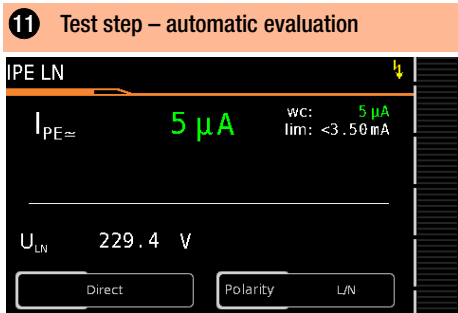 11 Test step – automatic evaluation
IPE LN
IPE≃ 5 µA wc: 5 µA
lim: <3.50mA
ULN 229.4 V
Direct Polarity L/N